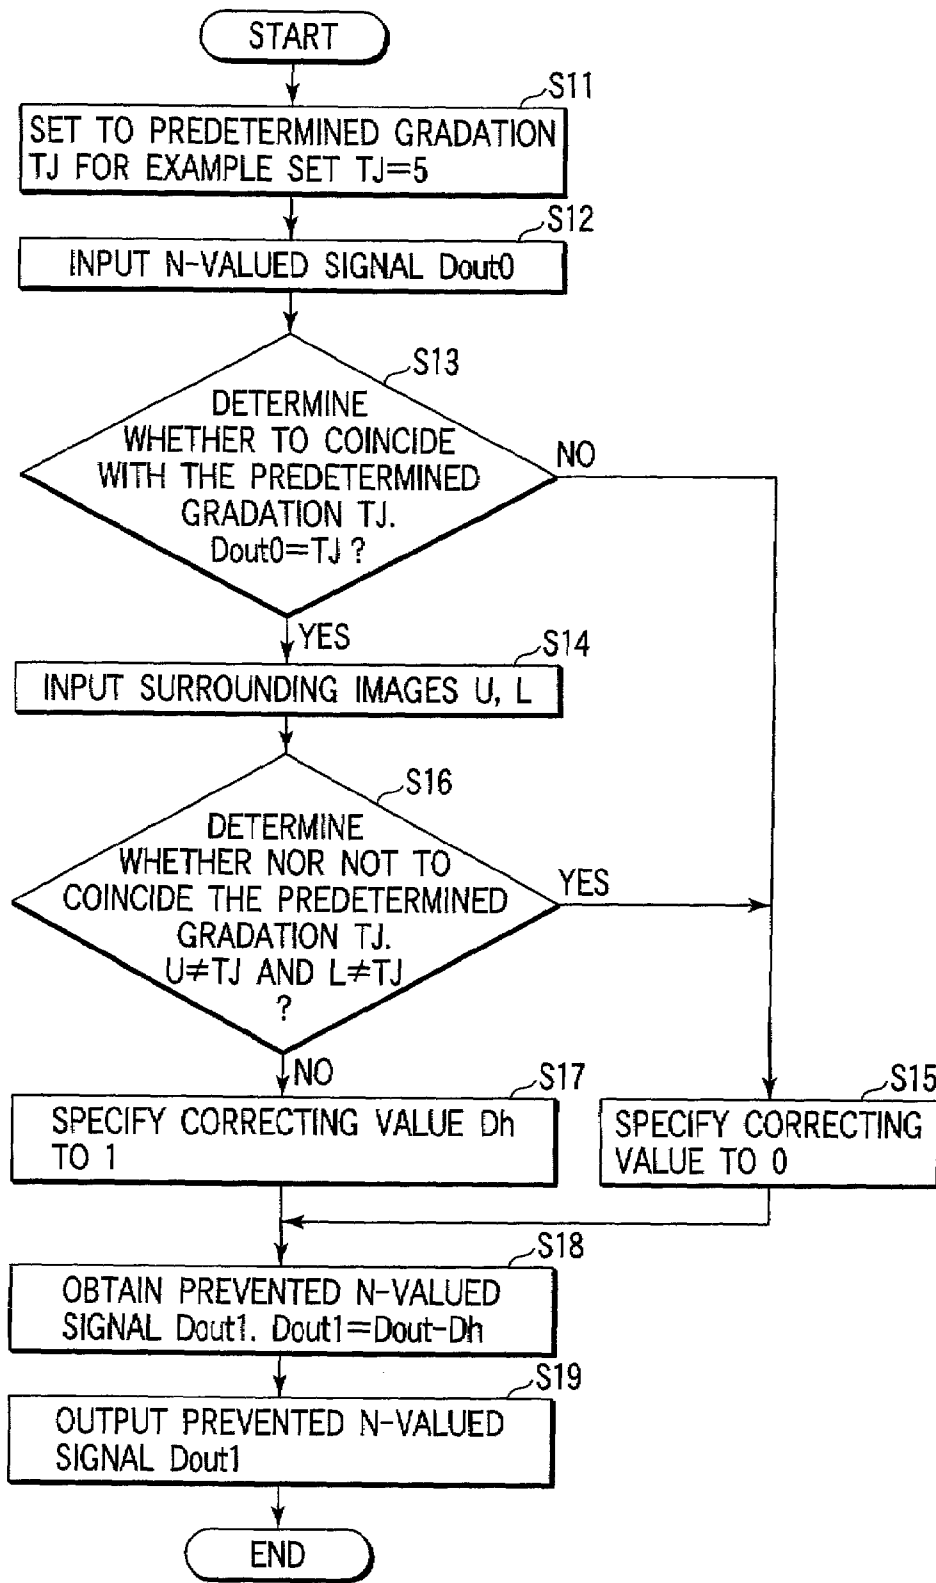 START
S11
SET TO PREDETERMINED GRADATION
TJ FOR EXAMPLE SET TJ=5
S12
INPUT N-VALUED SIGNAL Dout0
S13
DETERMINE
WHETHER TO COINCIDE
WITH THE PREDETERMINED
GRADATION TJ.
Dout0=TJ ?
NO
YES
S14
INPUT SURROUNDING IMAGES U, L
S16
DETERMINE
WHETHER NOR NOT TO
COINCIDE THE PREDETERMINED
GRADATION TJ.
U≠TJ AND L≠TJ
?
YES
NO
S17
SPECIFY CORRECTING VALUE Dh
TO 1
S15
SPECIFY CORRECTING
VALUE TO 0
S18
OBTAIN PREVENTED N-VALUED
SIGNAL Dout1. Dout1=Dout-Dh
S19
OUTPUT PREVENTED N-VALUED
SIGNAL Dout1
END